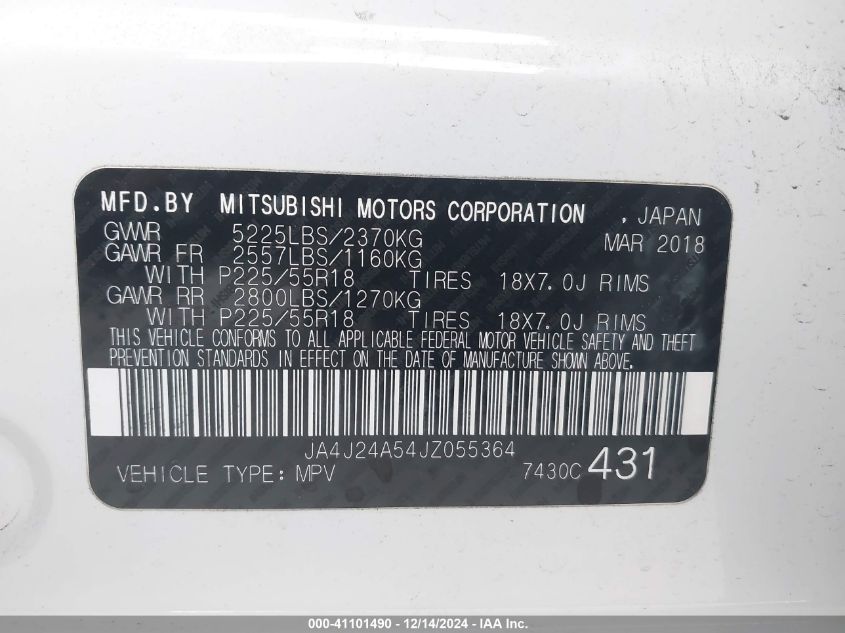 MFD.BY MITSUBISHI MOTORS CORPORATION , JAPAN
GVWR 5225LBS/2370KG MAR 2018
GAWR FR 2557LBS/1160KG
WITH P225/55R18 TIRES 18X7.0J RIMS
GAWR RR 2800LBS/1270KG
WITH P225/55R18 TIRES 18X7.0J RIMS
THIS VEHICLE CONFORMS TO ALL APPLICABLE FEDERAL MOTOR VEHICLE SAFETY AND THEFT
PREVENTION STANDARDS IN EFFECT ON THE DATE OF MANUFACTURE SHOWN ABOVE.
JA4J24A54JZ055364
VEHICLE TYPE: MPV 7430C 431
000-41101490 - 12/14/2024 - IAA Inc.